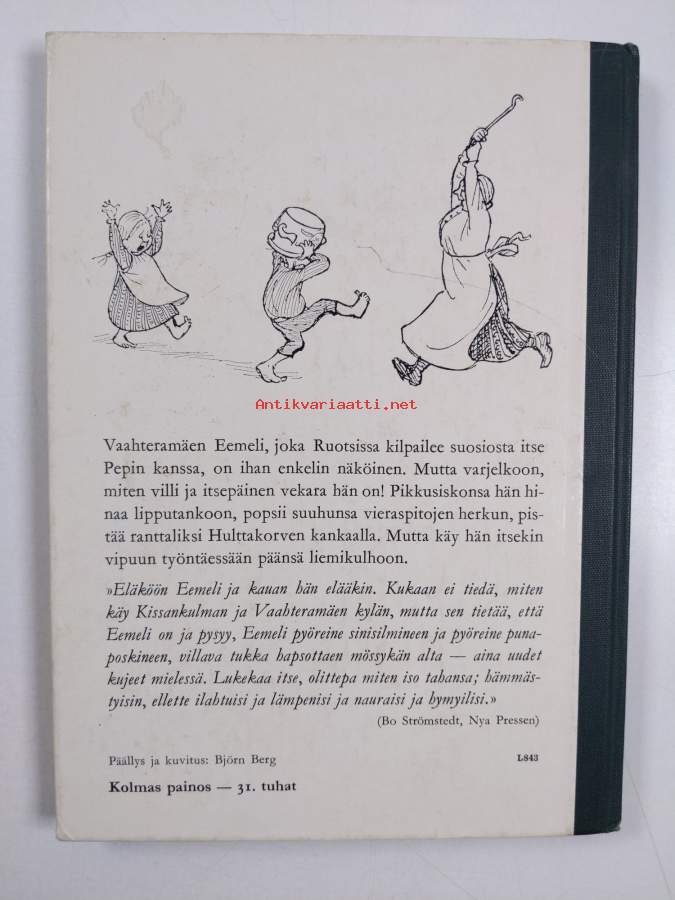 Antikvariaatti.net
Vaahteramäen Eemeli, joka Ruotsissa kilpailee suosiosta itse
Pepin kanssa, on ihan enkelin näköinen. Mutta varjelkoon,
miten villi ja itsepäinen vekara hän on! Pikkusiskonsa hän hi-
naa lipputankoon, popsii suuhunsa vieraspitojen herkun, pis-
tää ranttaliksi Hulttakorven kankaalla. Mutta käy hän itsekin
vipuun työntäessään päänsä liemikulhoon.
»Eläköön Eemeli ja kauan hän elääkin. Kukaan ei tiedä, miten
käy Kissankulman ja Vaahteramäen kylän, mutta sen tietää, että
Eemeli on ja pysyy, Eemeli pyöreine sinisilmineen ja pyöreine puna-
poskineen, villava tukka hapsottaen mössykän alta — aina uudet
kujeet mielessä. Lukekaa itse, olittepa miten iso tahansa; hämmäs-
tyisin, ellette ilahtuisi ja lämpenisi ja nauraisi ja hymyilisi.»
(Bo Strömstedt, Nya Pressen)
Päällys ja kuvitus: Björn Berg
L843
Kolmas painos — 31. tuhat